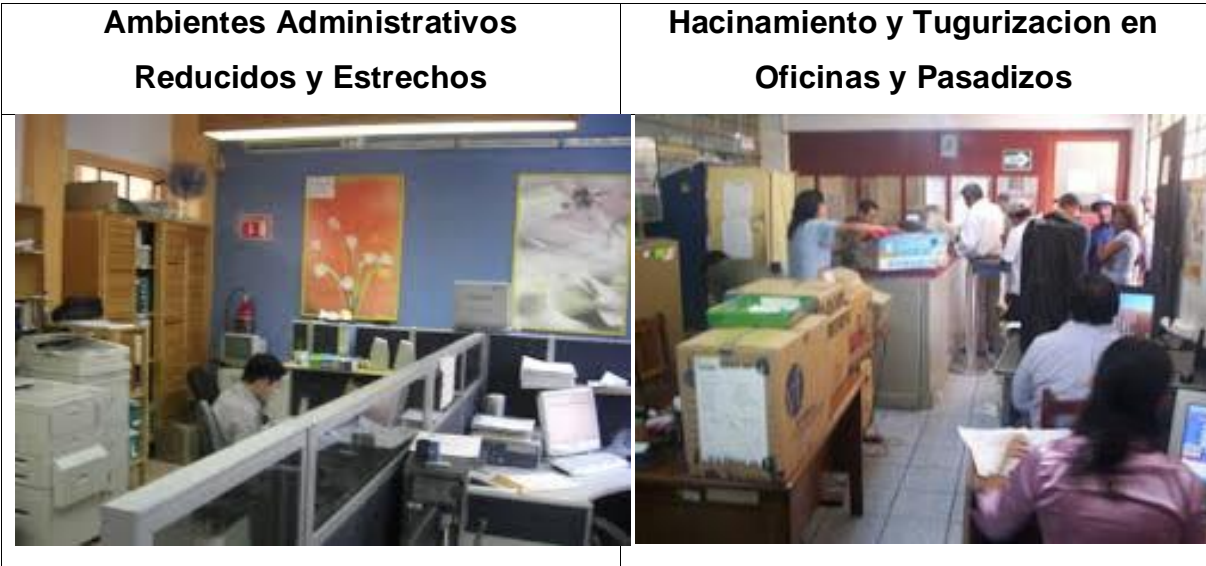 Ambientes Administrativos
Reducidos y Estrechos
Hacinamiento y Tugurizacion en
Oficinas y Pasadizos